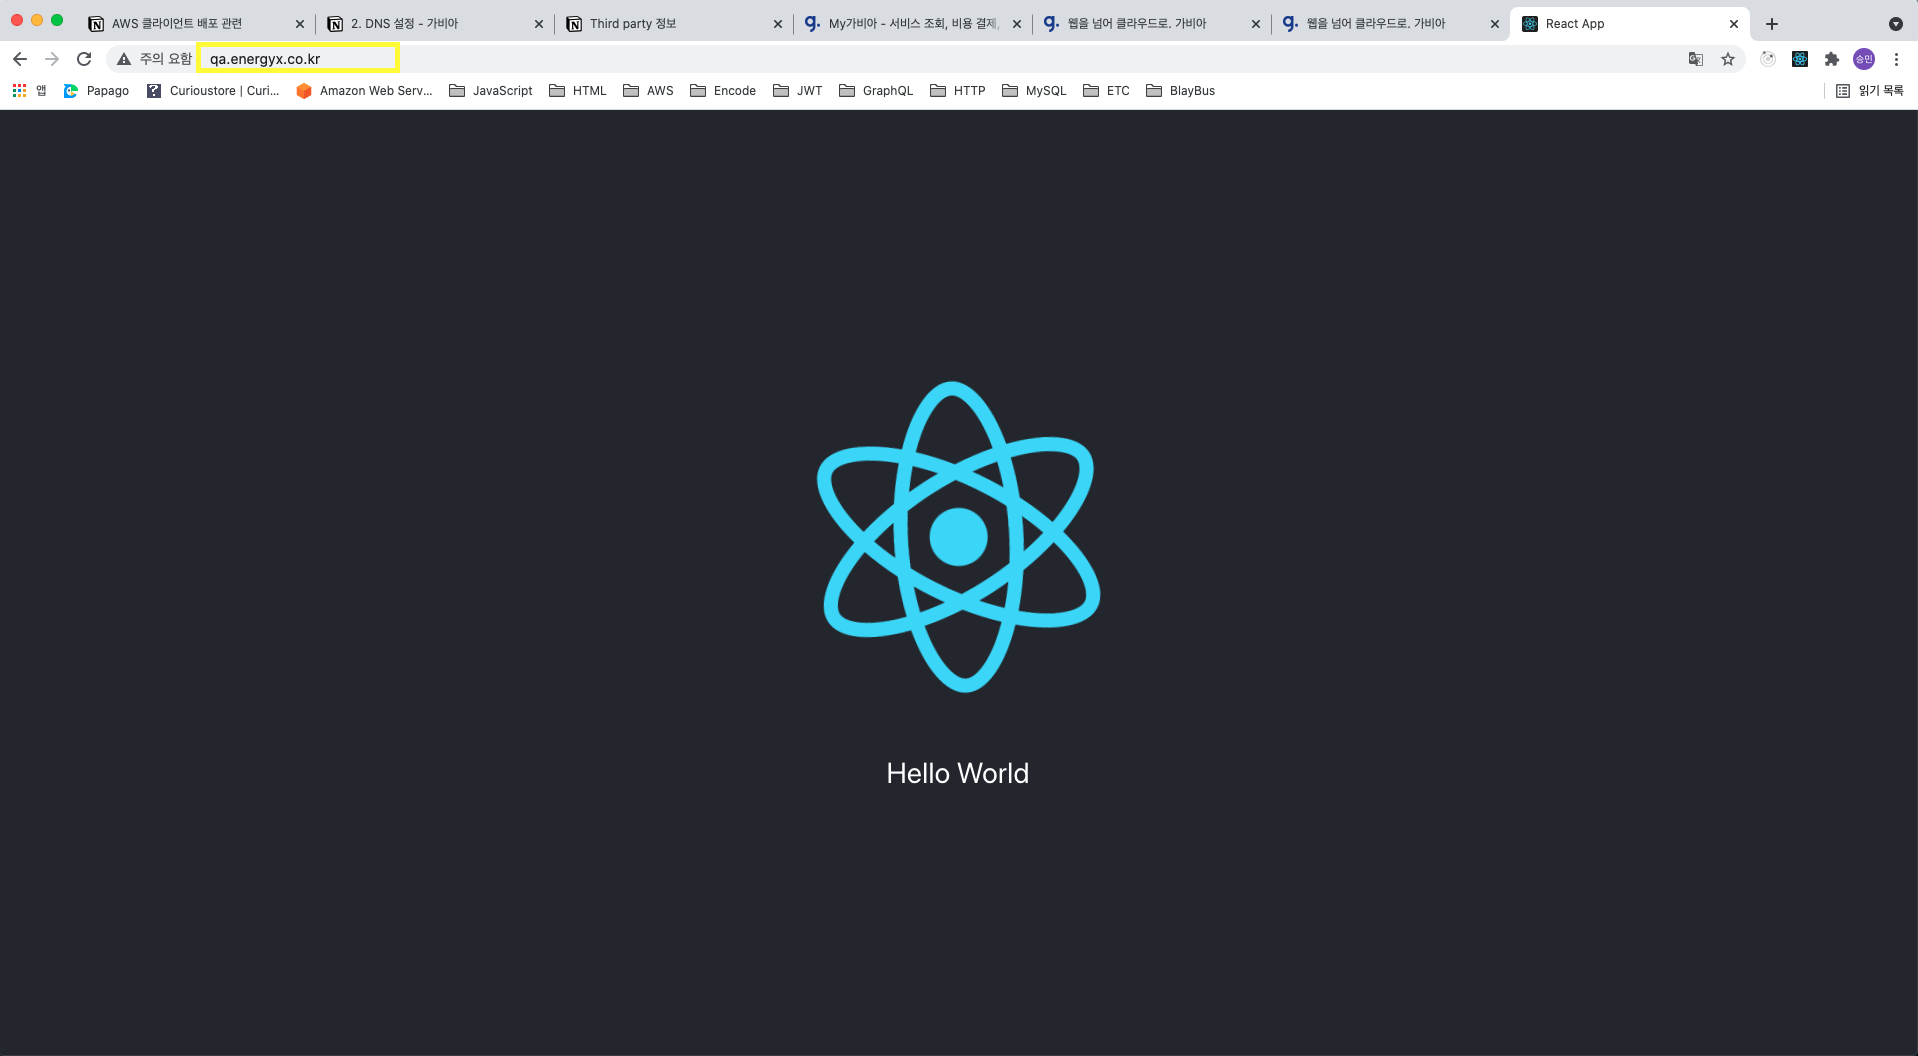 AWS 클라이언트 배포 관련
2. DNS 설정 - 가비아
Third party 정보
My가비아 - 서비스 조회, 비용 결제,
웹을 넘어 클라우드로. 가비아
웹을 넘어 클라우드로. 가비아
React App
주의 요함 qa.energyx.co.kr
승민
앱
Papago
Curioustore | Curi...
Amazon Web Serv...
JavaScript
HTML
AWS
Encode
JWT
GraphQL
HTTP
MySQL
ETC
BlayBus
읽기 목록
Hello World